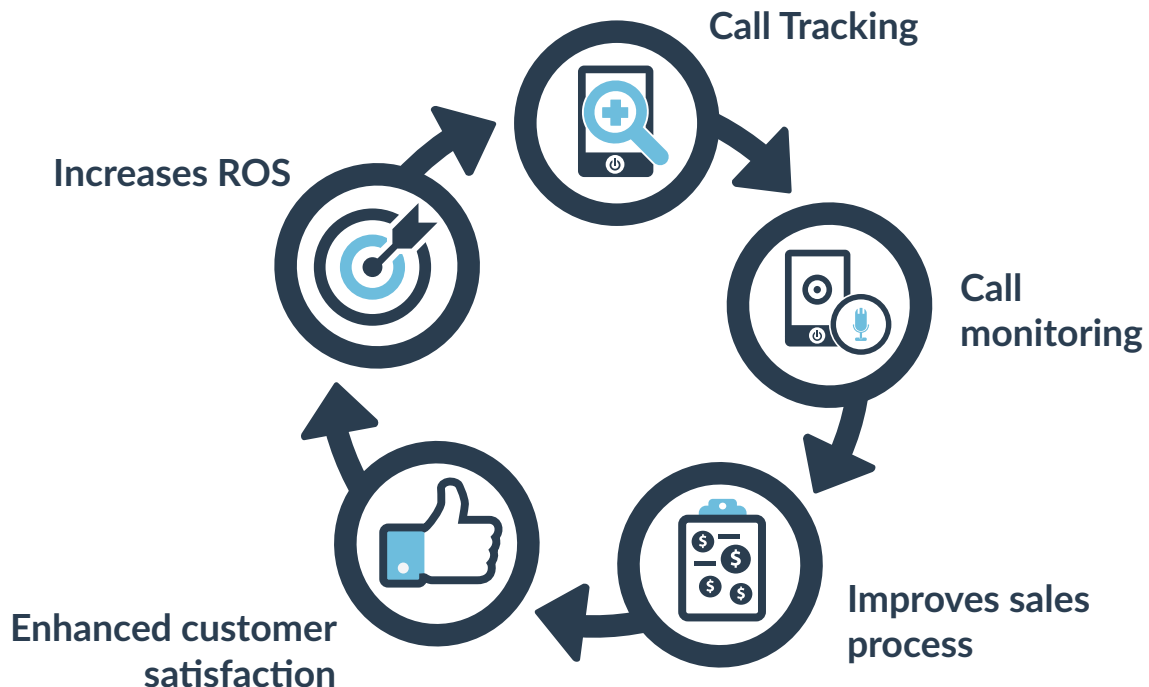 Call Tracking
Call
monitoring
Improves sales
process
$
$
$
$
Enhanced customer
satisfaction
Increases ROS